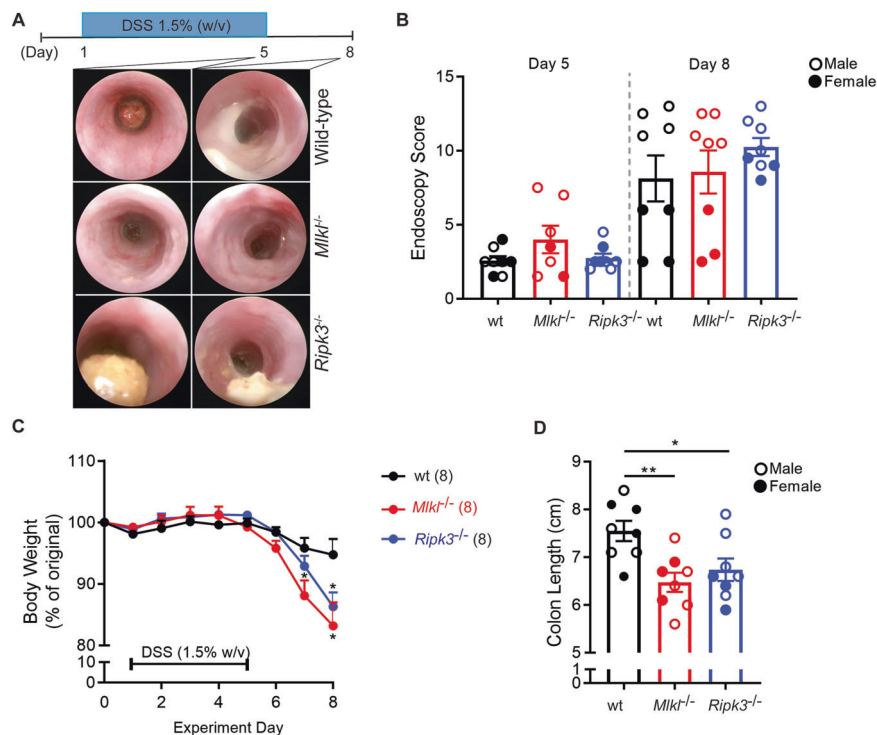 A
DSS 1.5% (w/v)
(Day) 1 5 8
Wild-type
Mlkl-/-
Ripk3-/-
B
Day 5 Day 8
Male
Female
Endoscopy Score
15
10
5
0
wt Mlkl-/- Ripk3-/- wt Mlkl-/- Ripk3-/-
C
110
100
90
80
10
0
Body Weight
(% of original)
wt (8)
Mlkl-/- (8)
Ripk3-/- (8)
*
*
*
DSS (1.5% w/v)
0 2 4 6 8
Experiment Day
D
*
**
Male
Female
Colon Length (cm)
9
8
7
6
5
1
0
wt Mlkl-/- Ripk3-/-